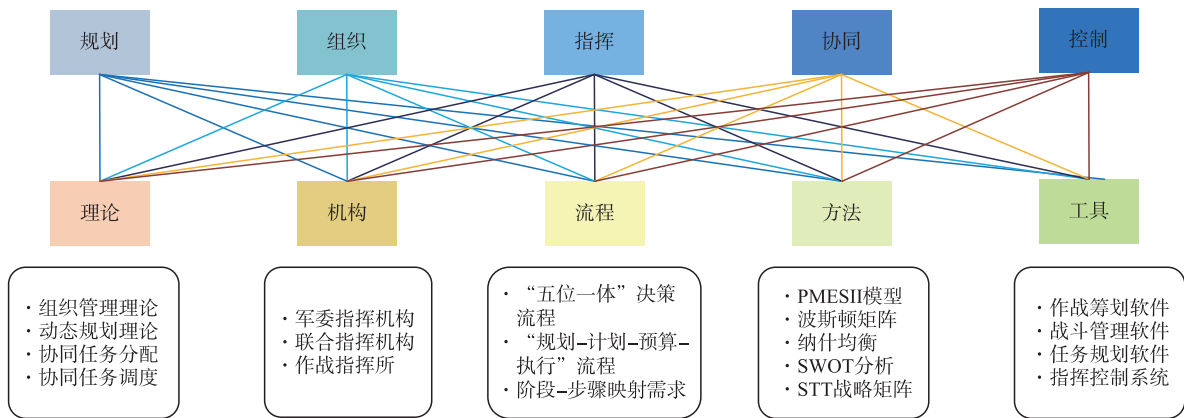 规划
组织
指挥
协同
控制
理论
机构
流程
方法
工具
· 组织管理理论
· 动态规划理论
· 协同任务分配
· 协同任务调度
· 军委指挥机构
· 联合指挥机构
· 作战指挥所
· “五位一体”决策
流程
· “规划–计划–预算–
执行”流程
· 阶段–步骤映射需求
· PMESII模型
· 波斯顿矩阵
· 纳什均衡
· SWOT分析
· STT战略矩阵
· 作战筹划软件
· 战斗管理软件
· 任务规划软件
· 指挥控制系统